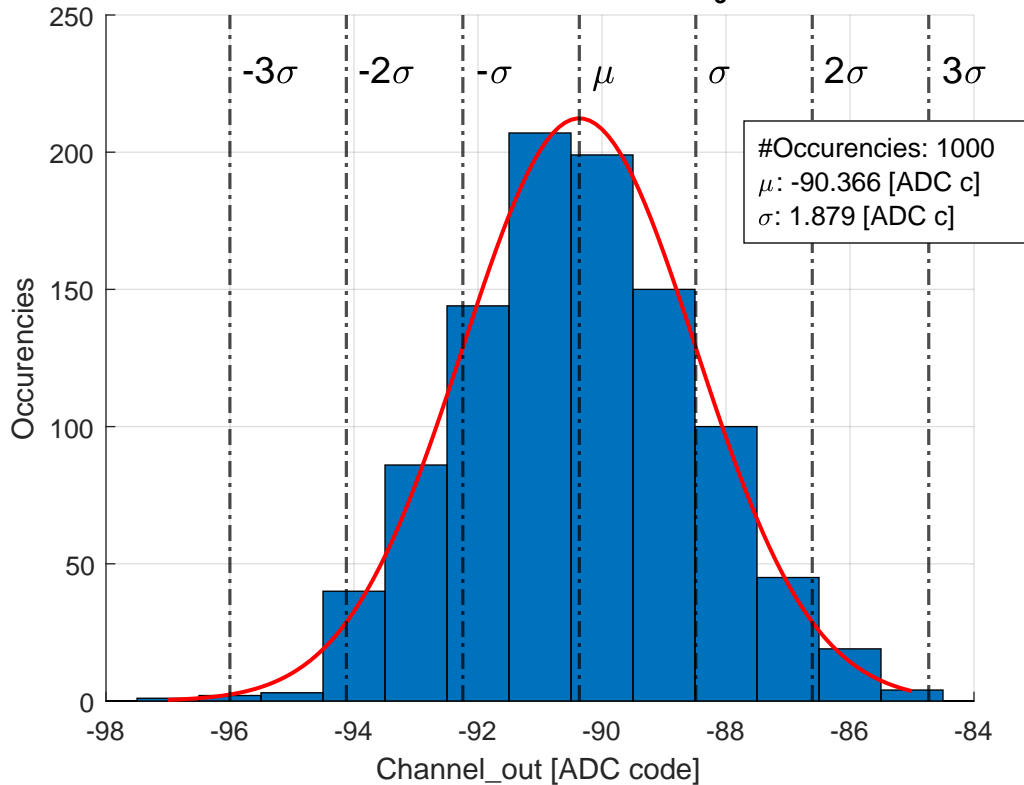 250
200
150
100
50
0
Occurencies
-3σ -2σ -σ μ σ 2σ 3σ
#Occurencies: 1000
μ: -90.366 [ADC c]
σ: 1.879 [ADC c]
-98 -96 -94 -92 -90 -88 -86 -84
Channel_out [ADC code]